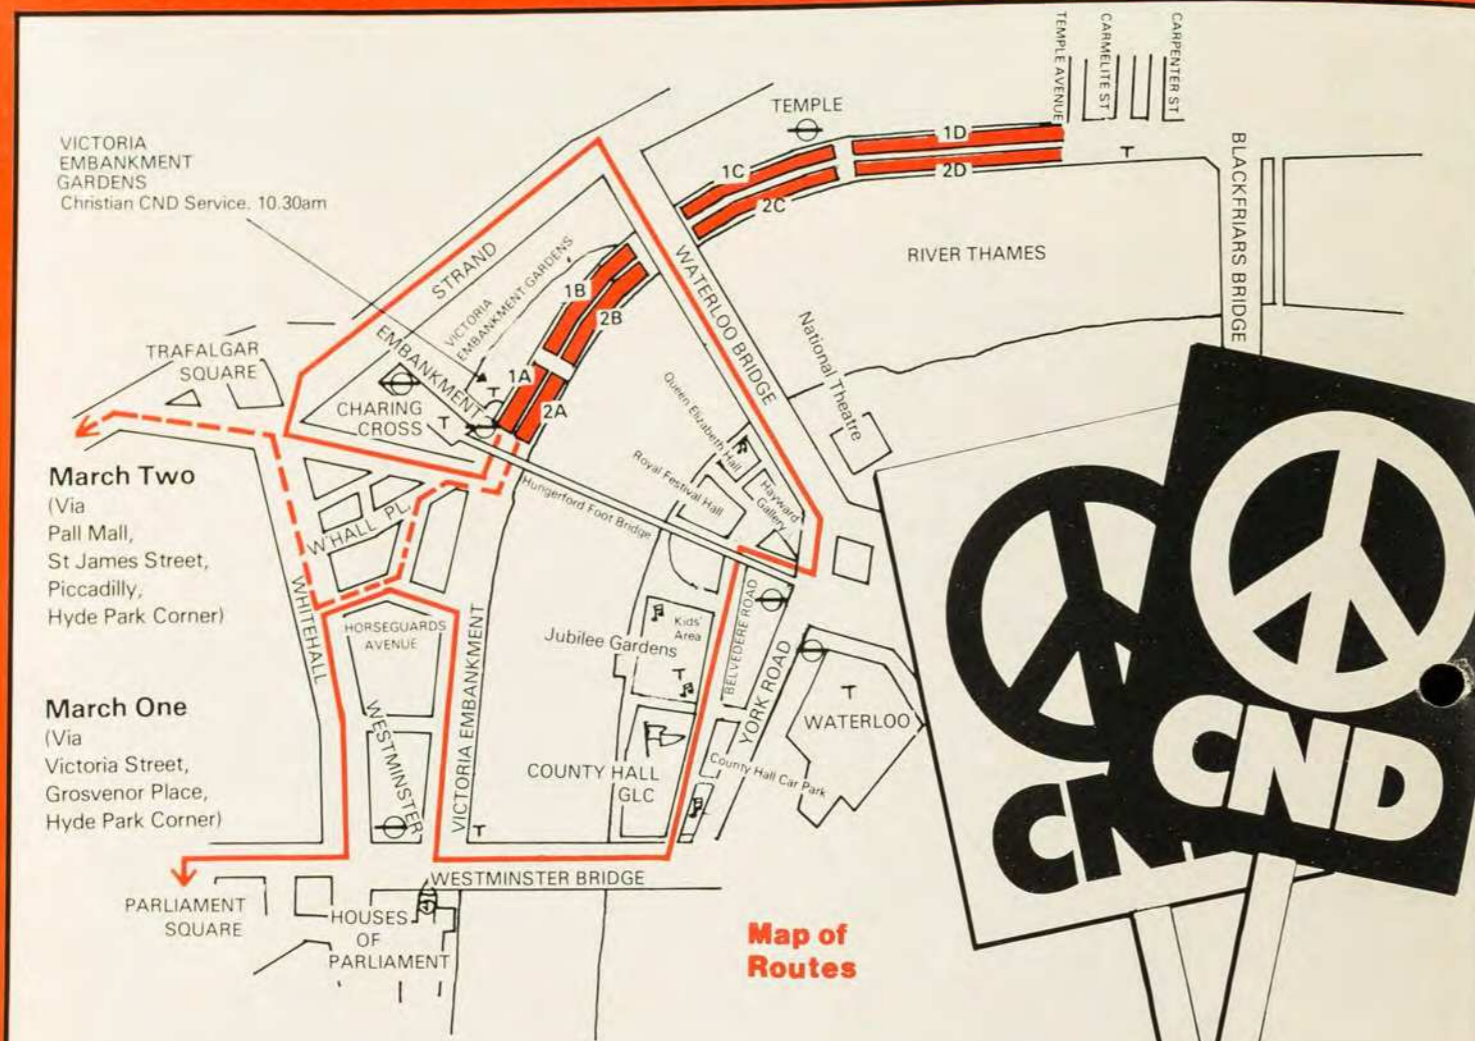 TEMPLE AVENUE
CARMELITE ST
CARPENTER ST
TEMPLE
VICTORIA
EMBANKMENT
GARDENS
Christian CND Service. 10.30am
1D
2D
1C
2C
BLACKFRIARS BRIDGE
RIVER THAMES
STRAND
VICTORIA
EMBANKMENT GARDENS
WATERLOO BRIDGE
1B
2B
EMBANKMENT
1A
2A
TRAFALGAR
SQUARE
CHARING
CROSS
T
T
T
National Theatre
Queen Elizabeth Hall
Royal Festival Hall
Hayward
Gallery
Hungerford Foot Bridge
March Two
(Via
Pall Mall,
St James Street,
Piccadilly,
Hyde Park Corner)
W'HALL PL.
WHITEHALL
HORSEGUARDS
AVENUE
VICTORIA EMBANKMENT
Jubilee Gardens
Kids'
Area
T
BELVEDERE ROAD
YORK ROAD
T
WATERLOO
March One
(Via
Victoria Street,
Grosvenor Place,
Hyde Park Corner)
WESTMINSTER
COUNTY HALL
GLC
County Hall Car Park
T
WESTMINSTER BRIDGE
PARLIAMENT
SQUARE
HOUSES
OF
PARLIAMENT
Map of
Routes
CND
CND